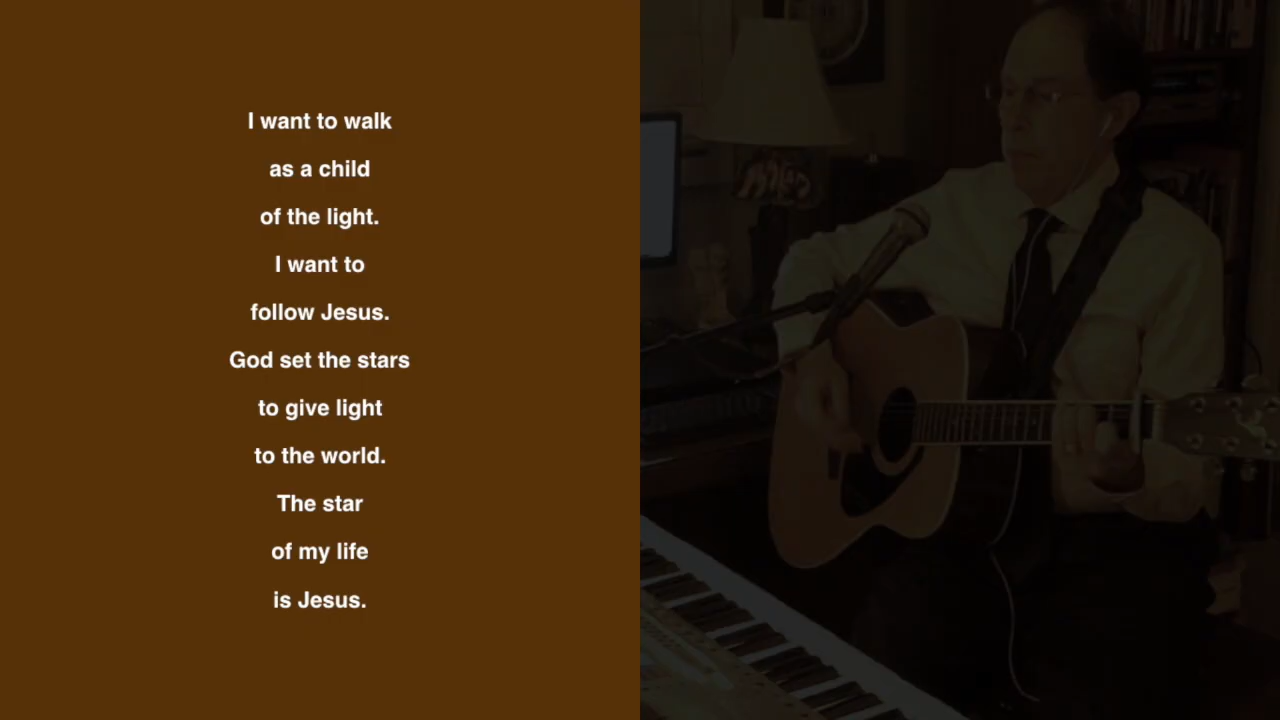 I want to walk
as a child
of the light.
I want to
follow Jesus.
God set the stars
to give light
to the world.
The star
of my life
is Jesus.